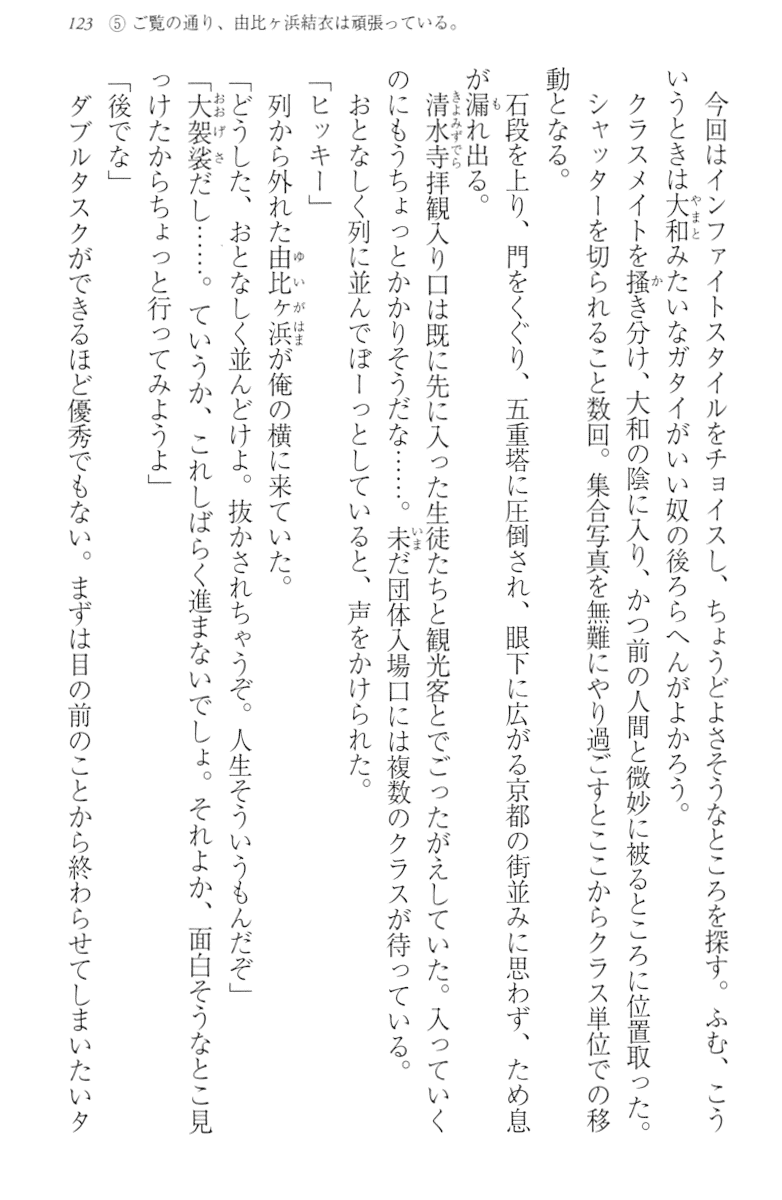 123　⑤ ご覧の通り、由比ヶ浜結衣は頑張っている。
　今回はインファイトスタイルをチョイスし、ちょうどよさそうなところを探す。ふむ、こう
いうときは大和みたいなガタイがいい奴の後ろらへんがよかろう。
　クラスメイトを掻き分け、大和の陰に入り、かつ前の人間と微妙に被るところに位置取った。
　シャッターを切られること数回。集合写真を無難にやり過ごすとここからクラス単位での移
動となる。
　石段を上り、門をくぐり、五重塔に圧倒され、眼下に広がる京都の街並みに思わず、ため息
が漏れ出る。
　清水寺拝観入り口は既に先に入った生徒たちと観光客とでごったがえしていた。入っていく
のにもうちょっとかかりそうだな……。未だ団体入場口には複数のクラスが待っている。
　おとなしく列に並んでぼーっとしていると、声をかけられた。
「ヒッキー」
　列から外れた由比ヶ浜が俺の横に来ていた。
「どうした、おとなしく並んどけよ。抜かされちゃうぞ。人生そういうもんだぞ」
「大袈裟だし……。ていうか、これしばらく進まないでしょ。それよか、面白そうなとこ見
っけたからちょっと行ってみようよ」
「後でな」
　ダブルタスクができるほど優秀でもない。まずは目の前のことから終わらせてしまいたいタ